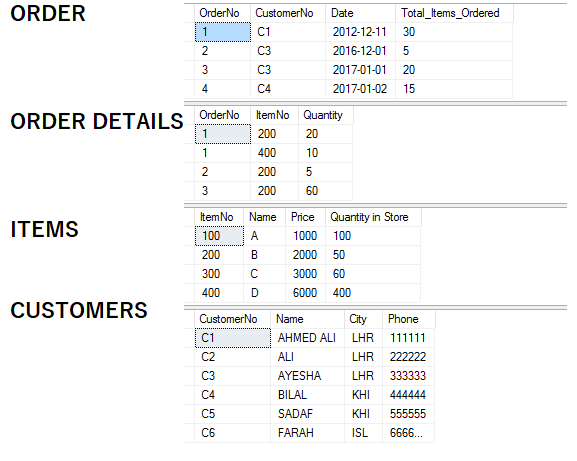 ORDER
OrderNo CustomerNo Date Total_Items_Ordered
1 C1 2012-12-11 30
2 C3 2016-12-01 5
3 C3 2017-01-01 20
4 C4 2017-01-02 15
ORDER DETAILS
OrderNo ItemNo Quantity
1 200 20
1 400 10
2 200 5
3 200 60
ITEMS
ItemNo Name Price Quantity in Store
100 A 1000 100
200 B 2000 50
300 C 3000 60
400 D 6000 400
CUSTOMERS
CustomerNo Name City Phone
C1 AHMED ALI LHR 111111
C2 ALI LHR 222222
C3 AYESHA LHR 333333
C4 BILAL KHI 444444
C5 SADAF KHI 555555
C6 FARAH ISL 6666...